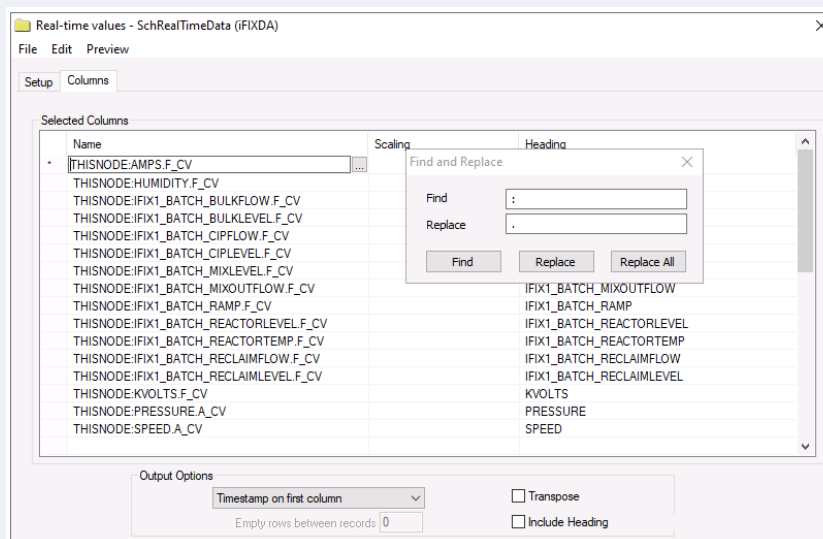 Real-time values - SchRealTimeData (iFIXDA)
File Edit Preview
Setup Columns
Selected Columns
Name Scaling Heading
* THISNODE:AMPS.F_CV ...
THISNODE:HUMIDITY.F_CV
THISNODE:IFIX1_BATCH_BULKFLOW.F_CV
THISNODE:IFIX1_BATCH_BULKLEVEL.F_CV
THISNODE:IFIX1_BATCH_CIPFLOW.F_CV
THISNODE:IFIX1_BATCH_CIPLEVEL.F_CV
THISNODE:IFIX1_BATCH_MIXLEVEL.F_CV
THISNODE:IFIX1_BATCH_MIXOUTFLOW.F_CV IFIX1_BATCH_MIXOUTFLOW
THISNODE:IFIX1_BATCH_RAMP.F_CV IFIX1_BATCH_RAMP
THISNODE:IFIX1_BATCH_REACTORLEVEL.F_CV IFIX1_BATCH_REACTORLEVEL
THISNODE:IFIX1_BATCH_REACTORTEMP.F_CV IFIX1_BATCH_REACTORTEMP
THISNODE:IFIX1_BATCH_RECLAIMFLOW.F_CV IFIX1_BATCH_RECLAIMFLOW
THISNODE:IFIX1_BATCH_RECLAIMLEVEL.F_CV IFIX1_BATCH_RECLAIMLEVEL
THISNODE:KVOLTS.F_CV KVOLTS
THISNODE:PRESSURE.A_CV PRESSURE
THISNODE:SPEED.A_CV SPEED
Find and Replace
Find :
Replace .
Find Replace Replace All
Output Options
Timestamp on first column Transpose
Empty rows between records 0 Include Heading